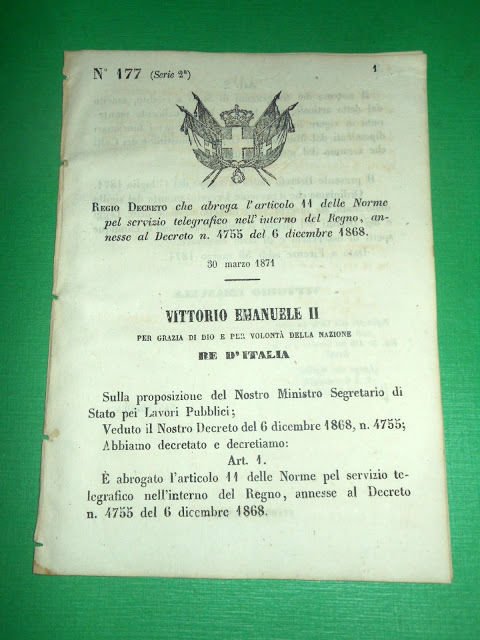 N° 177 (Serie 2ª) 1
REGIO DECRETO che abroga l'articolo 11 delle Norme
pel servizio telegrafico nell'interno del Regno, an-
nesse al Decreto n. 4755 del 6 dicembre 1868.
30 marzo 1871
VITTORIO EMANUELE II
PER GRAZIA DI DIO E PER VOLONTÀ DELLA NAZIONE
RE D'ITALIA
Sulla proposizione del Nostro Ministro Segretario di
Stato pei Lavori Pubblici;
Veduto il Nostro Decreto del 6 dicembre 1868, n. 4755;
Abbiamo decretato e decretiamo:
Art. 1.
È abrogato l'articolo 11 delle Norme pel servizio te-
legrafico nell'interno del Regno, annesse al Decreto
n. 4755 del 6 dicembre 1868.